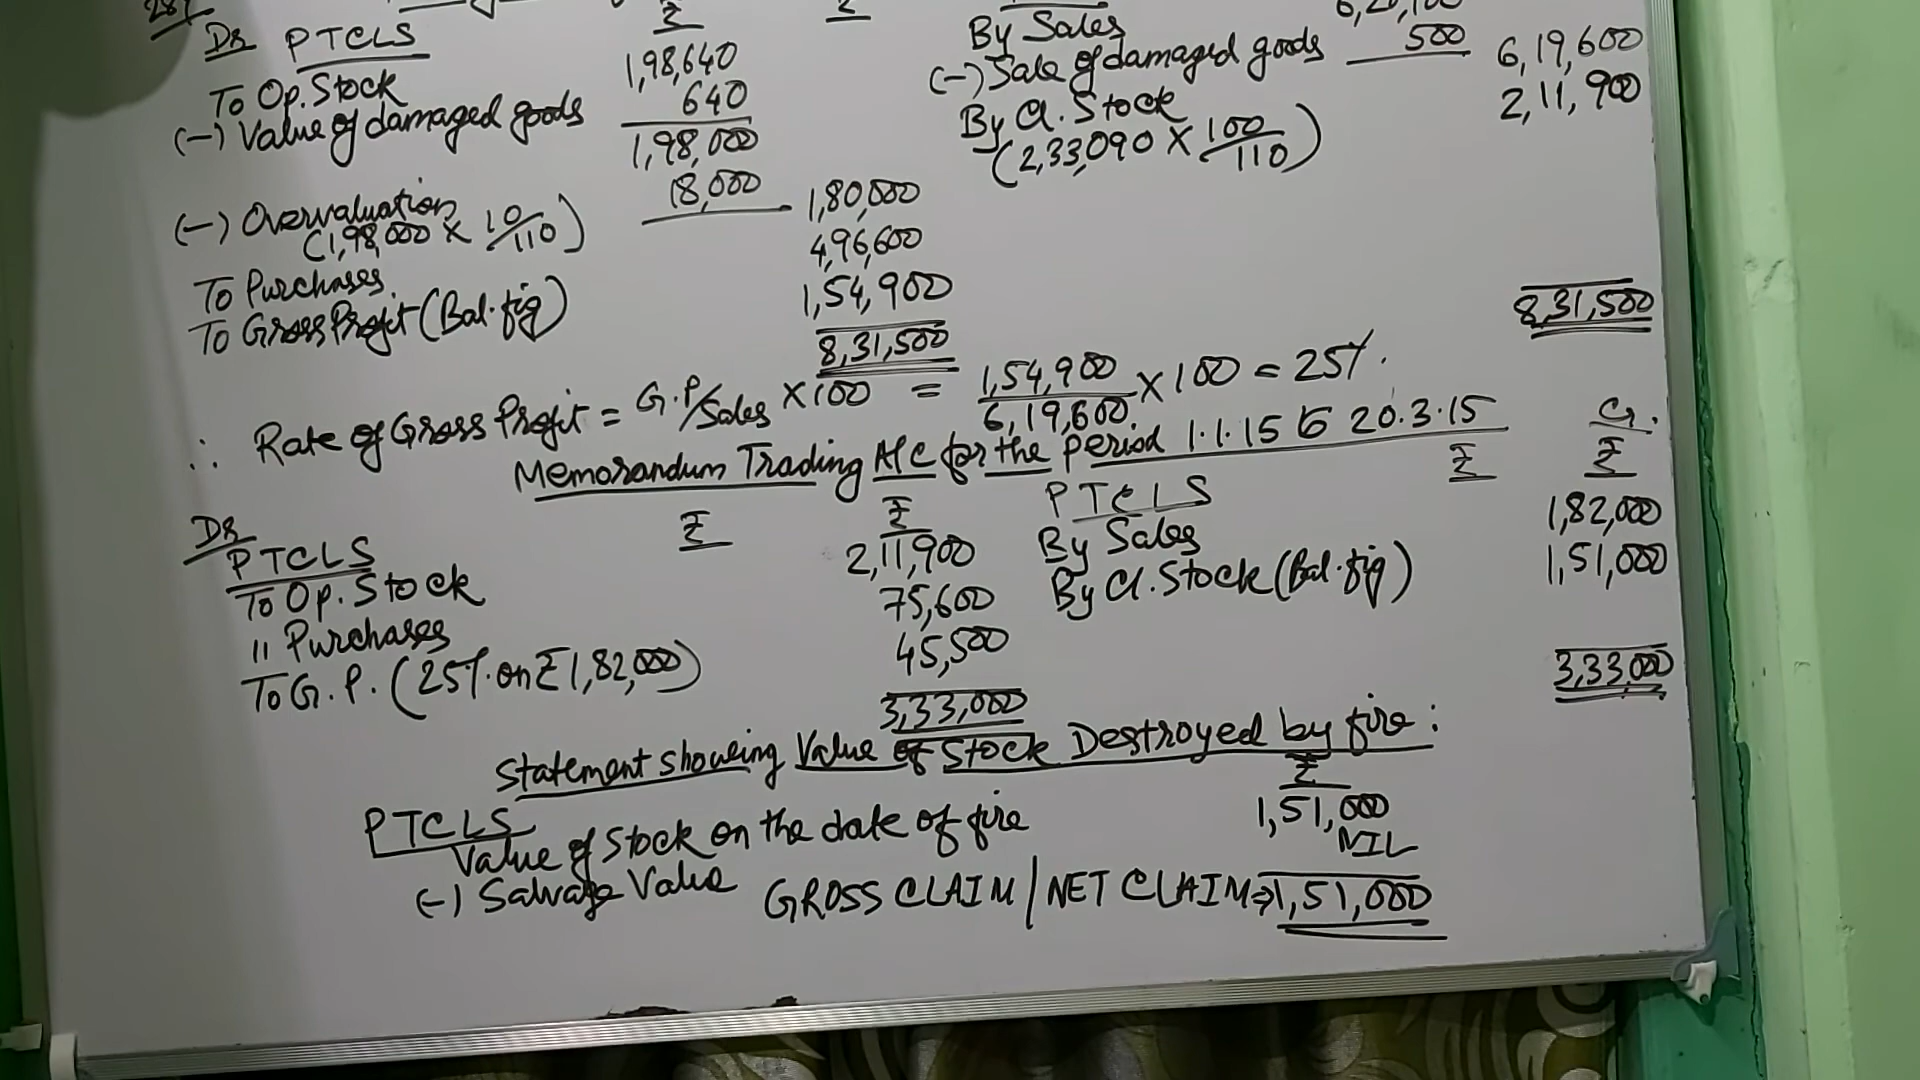 Dr PTCLS ₹ ₹
To Op. Stock 1,98,640
(-) Value of damaged goods 640
1,98,000
(-) Overvaluation 18,000 1,80,000
(1,98,000 X 10/110)
To Purchases 4,96,600
To Gross Profit (Bal. fig) 1,54,900
8,31,500
By Sales
(-) Sale of damaged goods 500 6,19,600
By Cl. Stock 2,11,900
(2,33,090 X 100/110)
8,31,500
∴ Rate of Gross Profit = G.P/Sales X 100 = 1,54,900/6,19,600 X 100 = 25%.
Memorandum Trading A/C for the Period 1.1.15 to 20.3.15
Dr Cr.
PTCLS ₹ ₹ PTCLS ₹ ₹
To Op. Stock 2,11,900 By Sales 1,82,000
" Purchases 75,600 By Cl. Stock (Bal. fig) 1,51,000
To G.P. (25% on ₹ 1,82,000) 45,500
3,33,000 3,33,000
Statement showing Value of Stock Destroyed by fire:
PTCLS ₹
Value of Stock on the date of fire 1,51,000
(-) Salvage Value NIL
GROSS CLAIM / NET CLAIM ⇒ 1,51,000